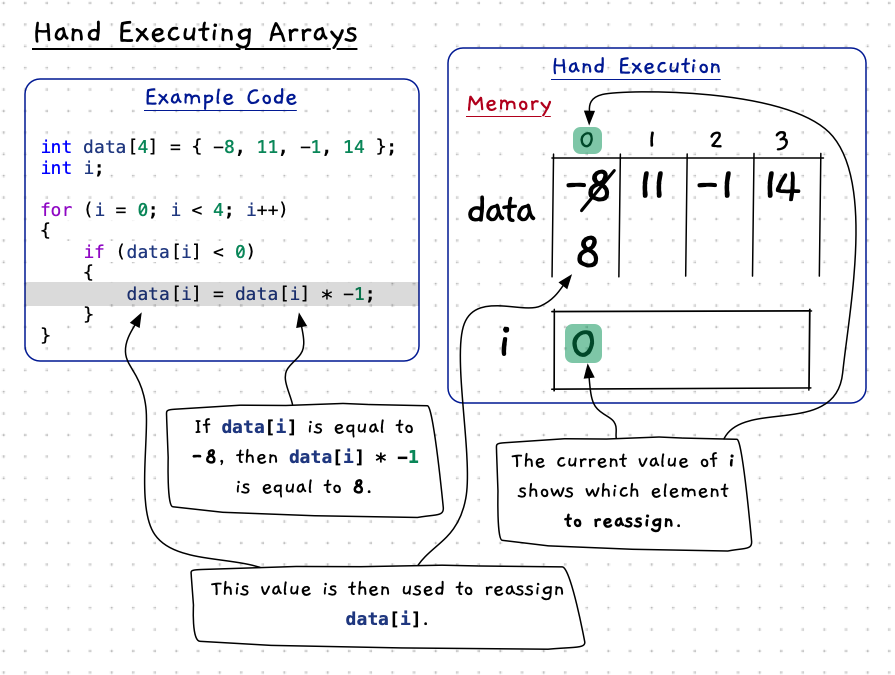 Hand Executing Arrays
Example Code
int data[4] = { -8, 11, -1, 14 };
int i;
for (i = 0; i < 4; i++)
{
if (data[i] < 0)
{
data[i] = data[i] * -1;
}
}
Hand Execution
Memory
0 1 2 3
data -8 11 -1 14
8
i 0
If data[i] is equal to
-8, then data[i] * -1
is equal to 8.
The current value of i
shows which element
to reassign.
This value is then used to reassign
data[i].